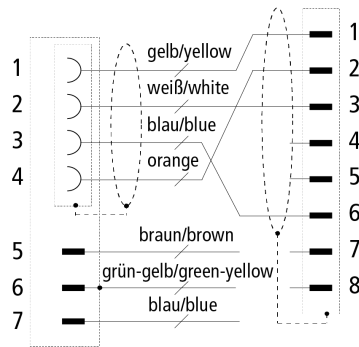 1
2
3
4
5
6
7
gelb/yellow
weiß/white
blau/blue
orange
braun/brown
grün-gelb/green-yellow
blau/blue
1
2
3
4
5
6
7
8